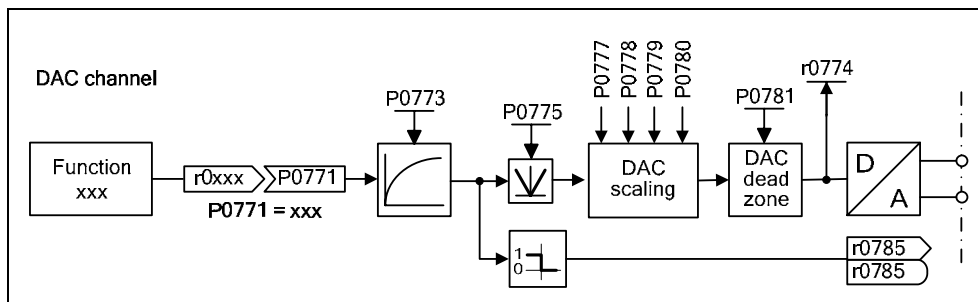 DAC channel
Function
xxx
r0xxx
P0771
P0771 = xxx
P0773
P0775
P0777
P0778
P0779
P0780
DAC
scaling
P0781
DAC
dead
zone
r0774
D
A
1
0
r0785
r0785